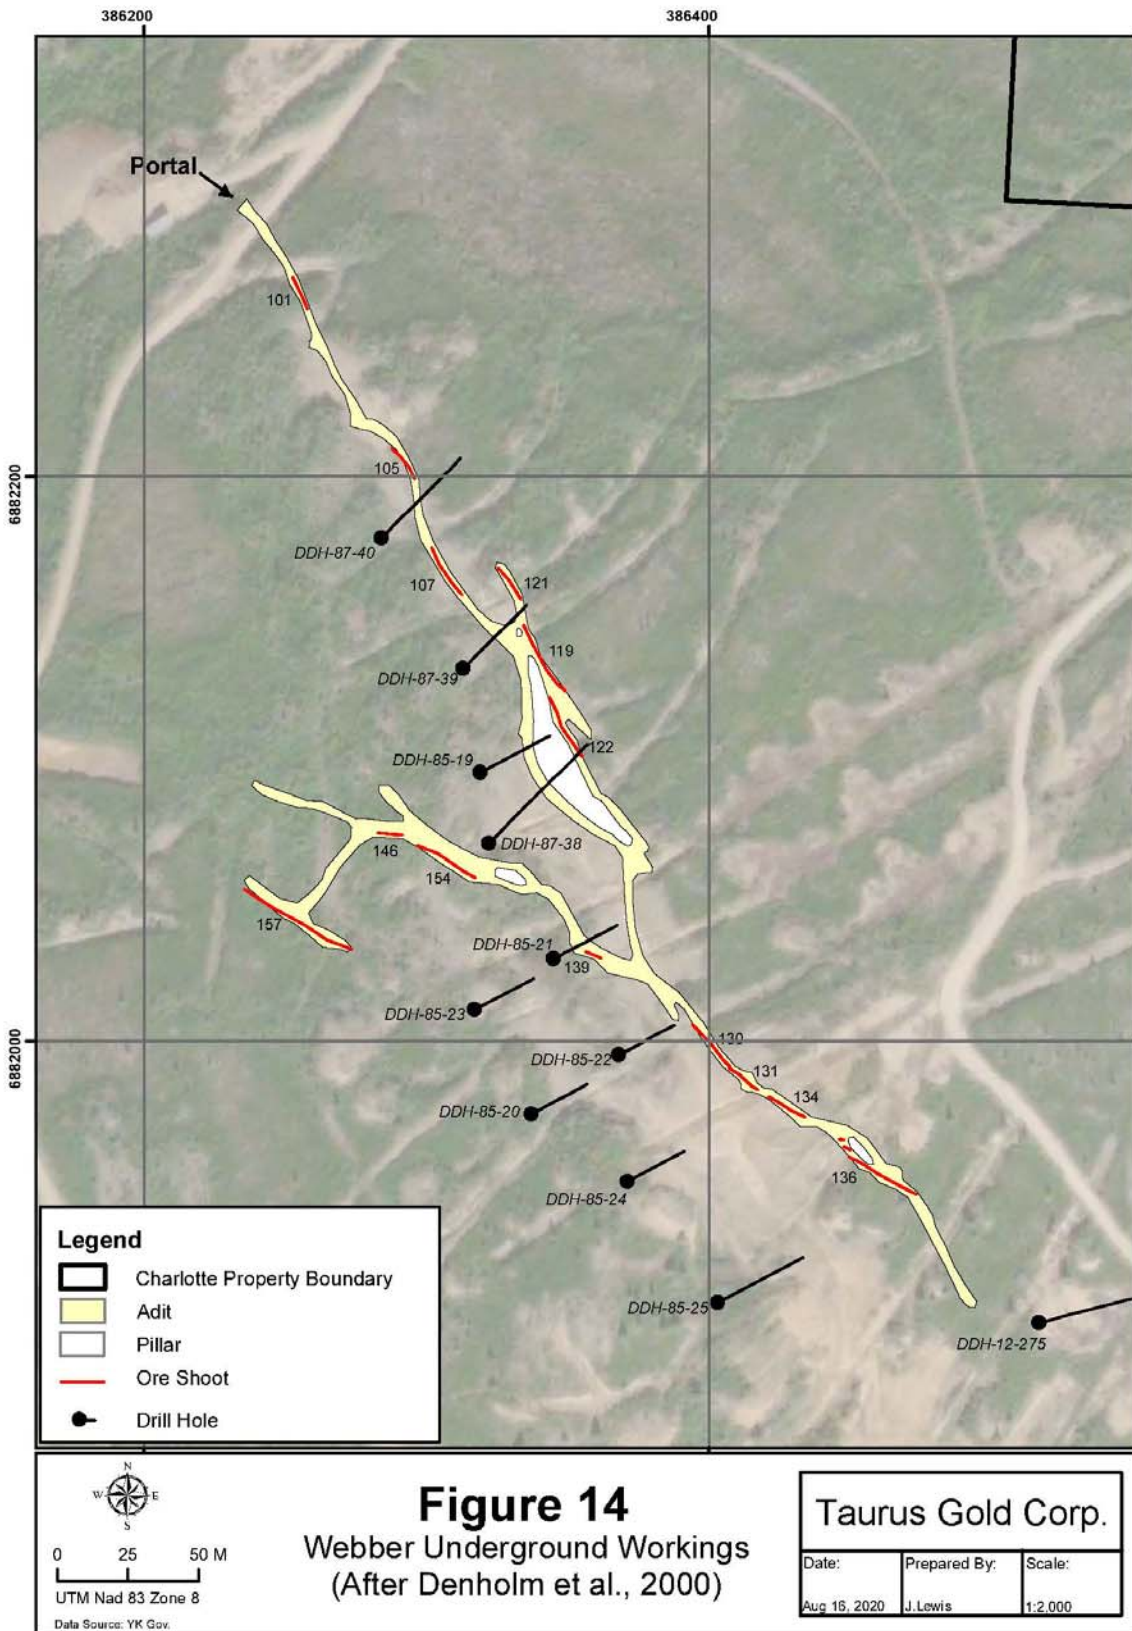 386200
386400
Portal
101
105
6882200
DDH-87-40
107
121
119
DDH-87-39
122
DDH-85-19
DDH-87-38
146
154
157
DDH-85-21
139
DDH-85-23
6882000
130
DDH-85-22
131
134
DDH-85-20
136
DDH-85-24
DDH-85-25
DDH-12-275
Legend
Charlotte Property Boundary
Adit
Pillar
Ore Shoot
Drill Hole
N
W E
S
0 25 50 M
UTM Nad 83 Zone 8
Data Source: YK Gov.
Figure 14
Webber Underground Workings
(After Denholm et al., 2000)
Taurus Gold Corp.
Date: Prepared By: Scale:
Aug 16, 2020 J.Lewis 1:2,000